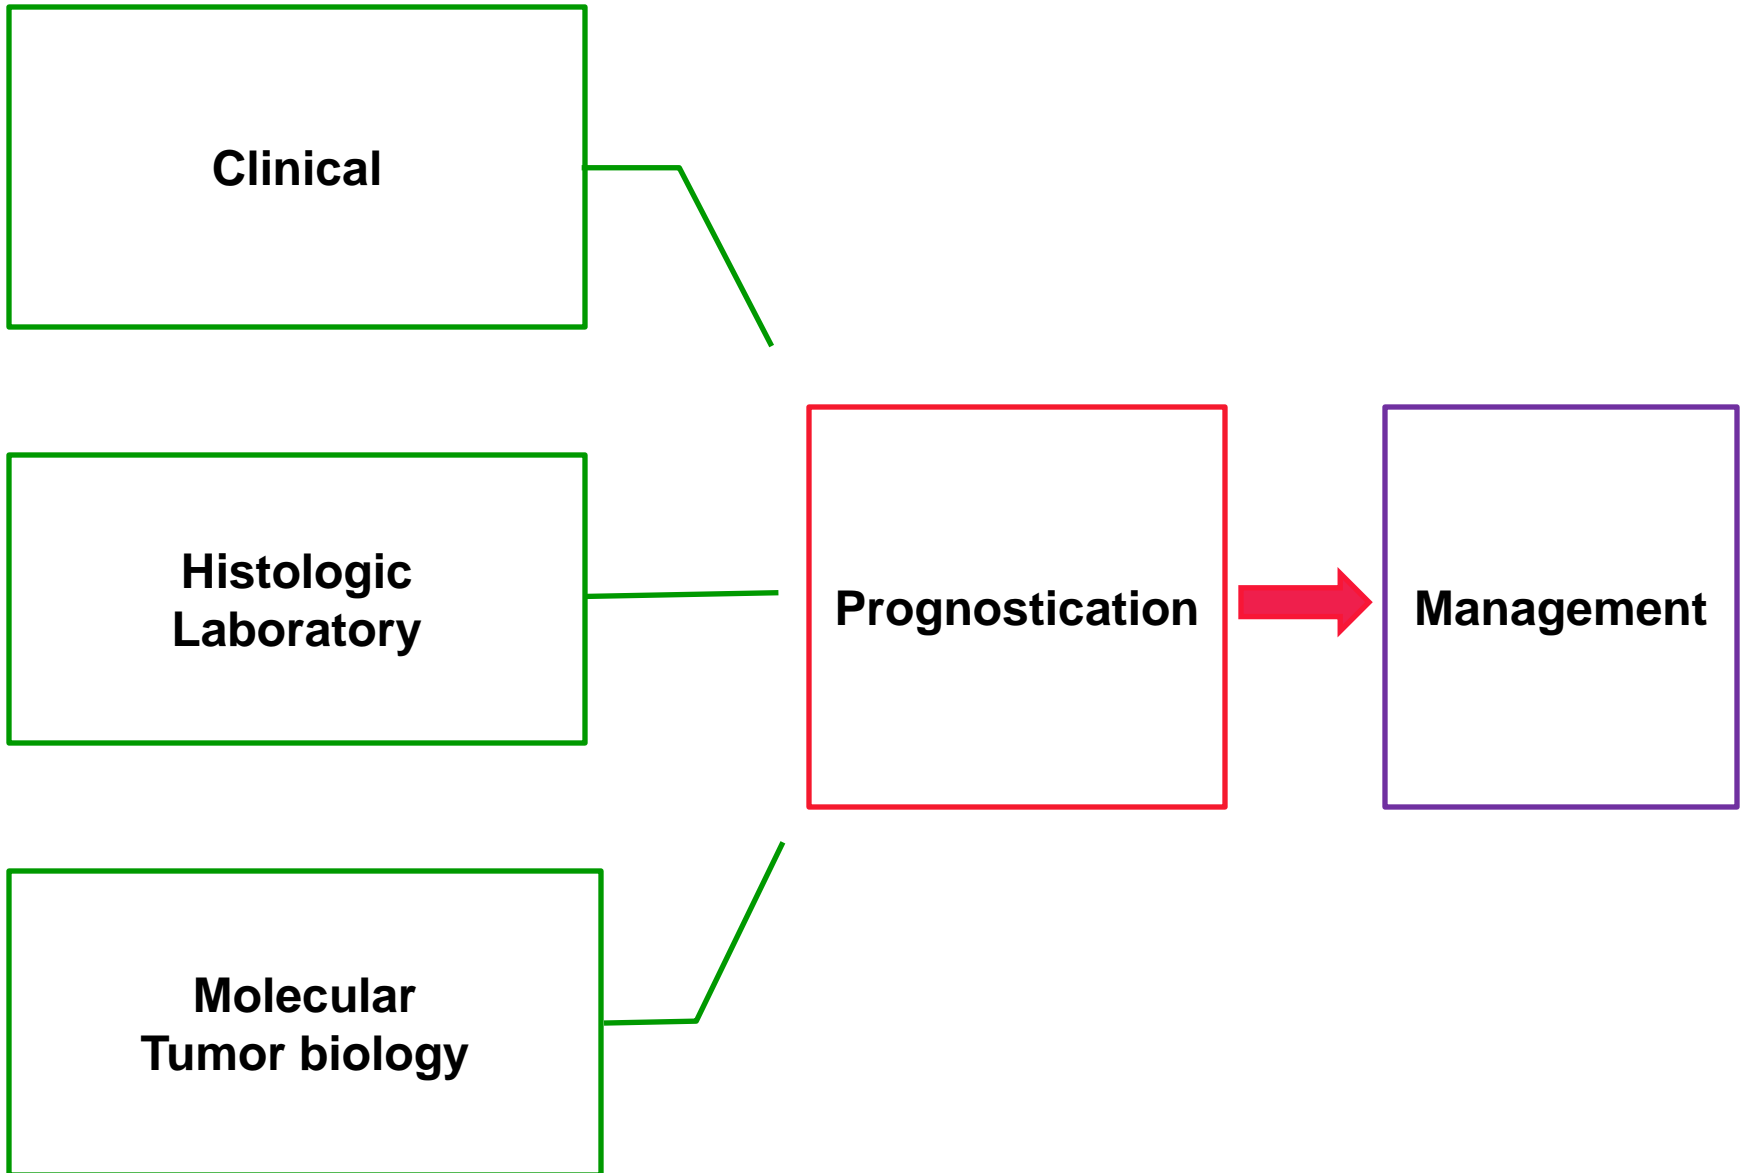 Clinical
Histologic
Laboratory
Prognostication
Management
Molecular
Tumor biology